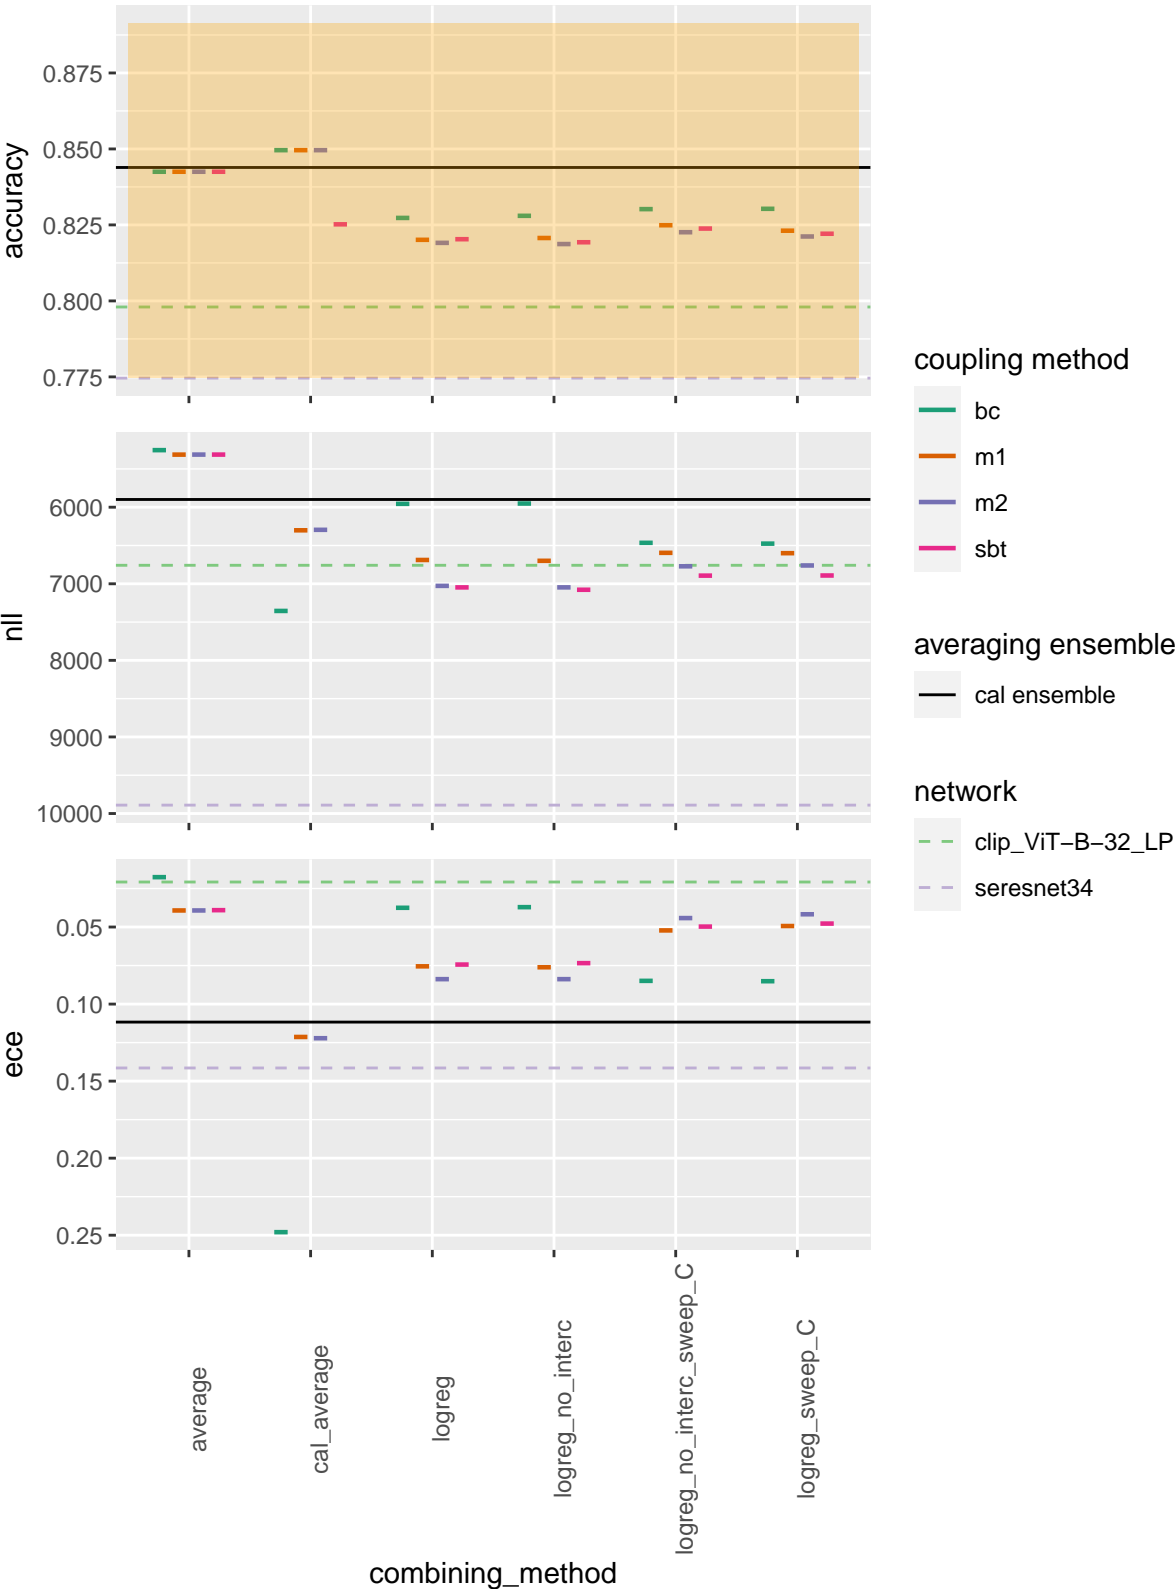 accuracy
0.875
0.850
0.825
0.800
0.775
nll
6000
7000
8000
9000
10000
ece
0.05
0.10
0.15
0.20
0.25
average
cal_average
logreg
logreg_no_interc
logreg_no_interc_sweep_C
logreg_sweep_C
combining_method
coupling method
bc
m1
m2
sbt
averaging ensemble
cal ensemble
network
clip_ViT−B−32_LP
seresnet34